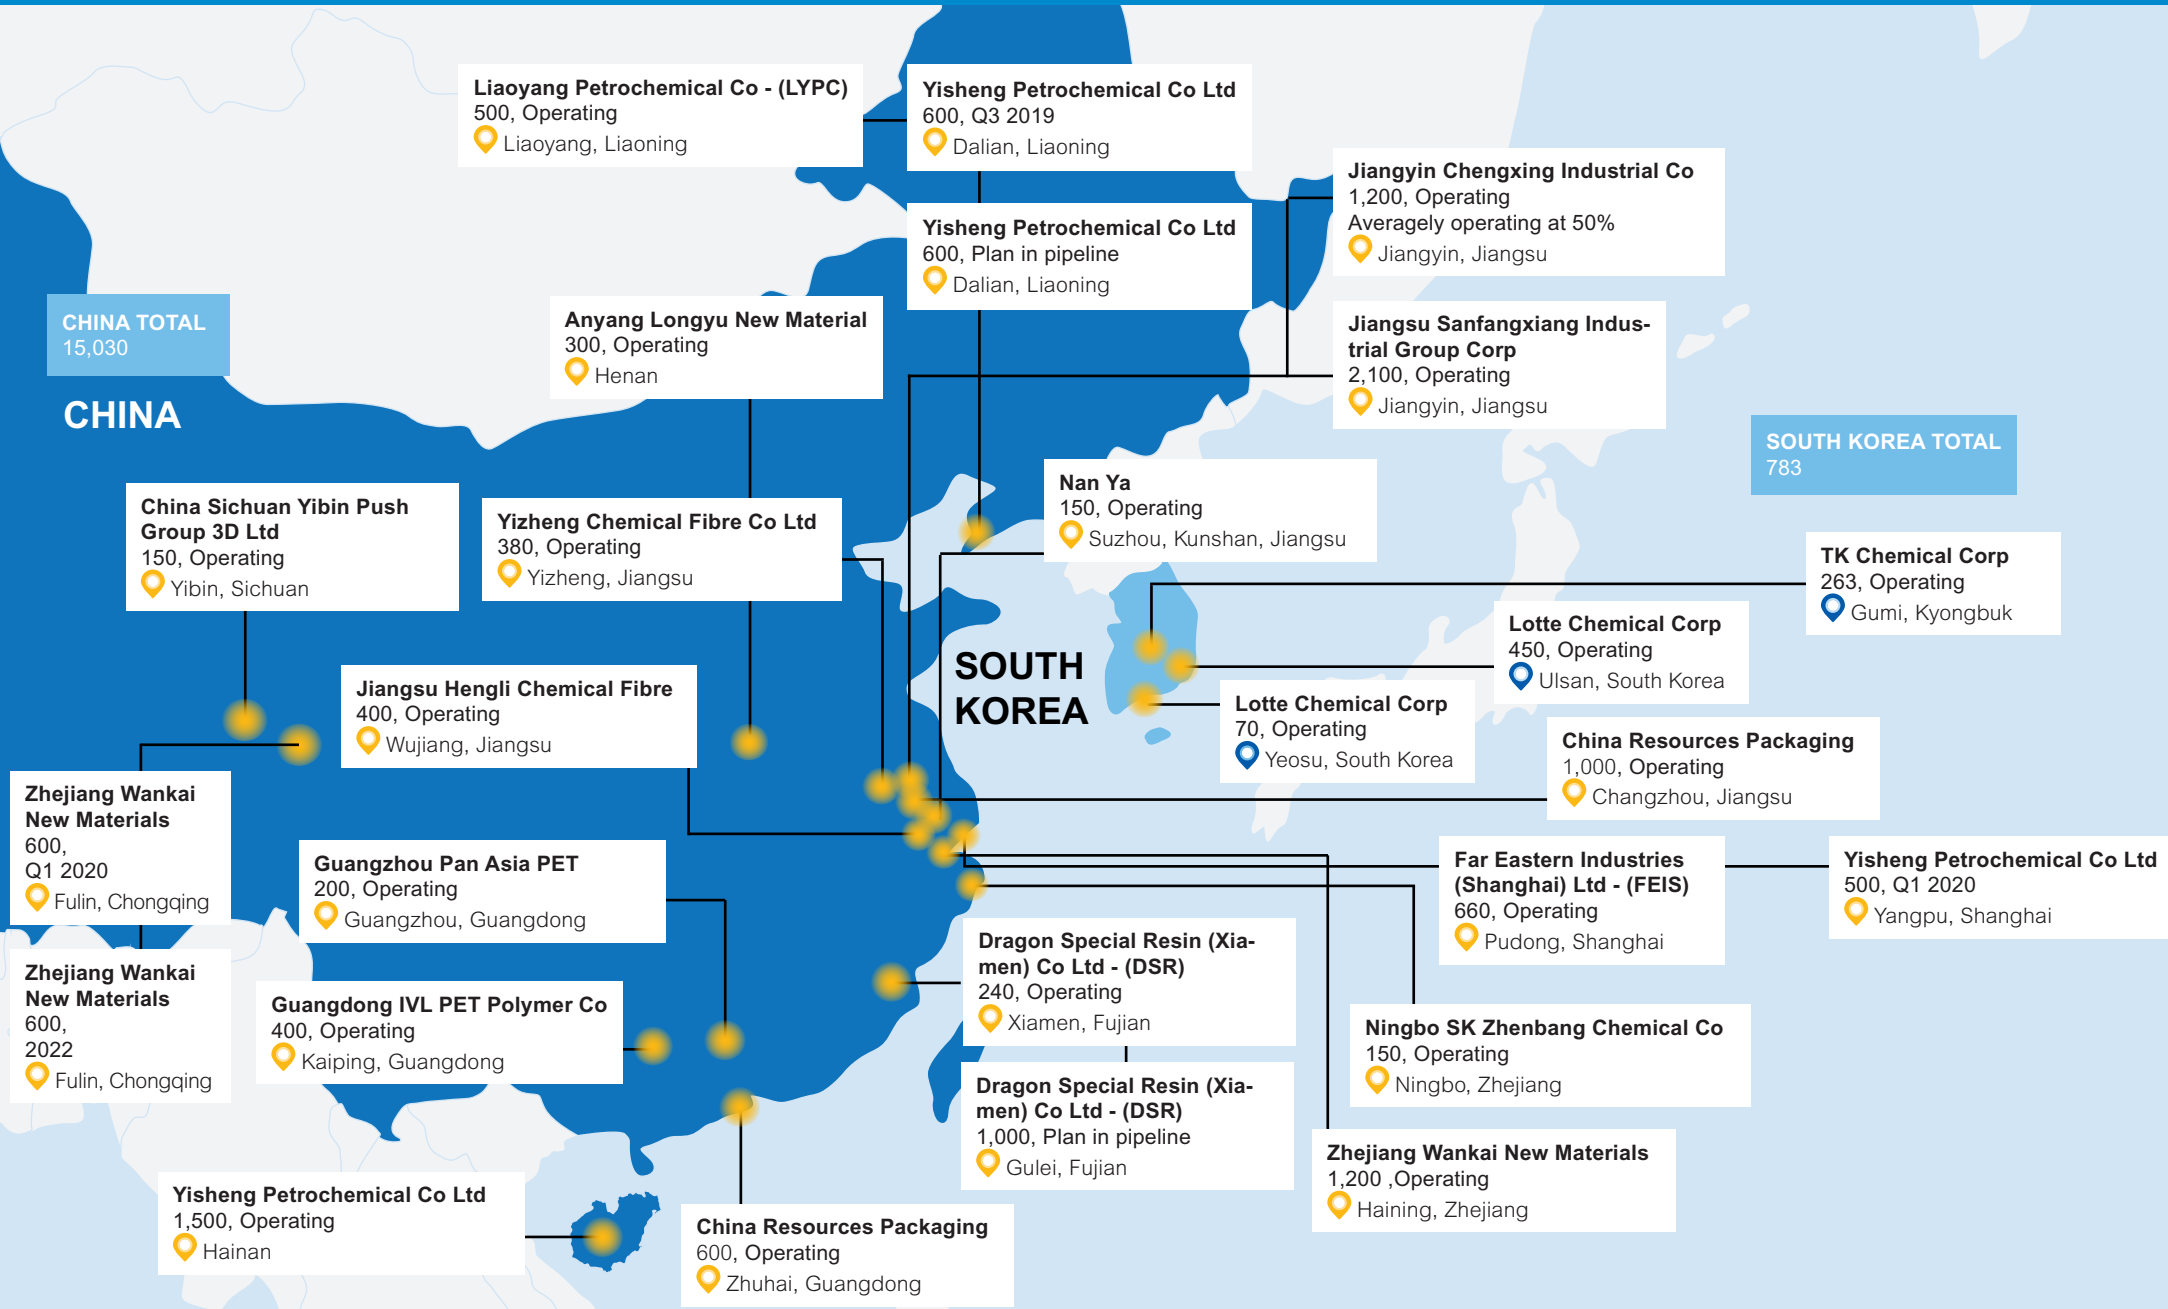 Liaoyang Petrochemical Co - (LYPC)
500, Operating
Liaoyang, Liaoning
Yisheng Petrochemical Co Ltd
600, Q3 2019
Dalian, Liaoning
Yisheng Petrochemical Co Ltd
600, Plan in pipeline
Dalian, Liaoning
Jiangyin Chengxing Industrial Co
1,200, Operating
Averagely operating at 50%
Jiangyin, Jiangsu
CHINA TOTAL
15,030
CHINA
Anyang Longyu New Material
300, Operating
Henan
Jiangsu Sanfangxiang Indus-
trial Group Corp
2,100, Operating
Jiangyin, Jiangsu
SOUTH KOREA TOTAL
783
China Sichuan Yibin Push
Group 3D Ltd
150, Operating
Yibin, Sichuan
Yizheng Chemical Fibre Co Ltd
380, Operating
Yizheng, Jiangsu
Nan Ya
150, Operating
Suzhou, Kunshan, Jiangsu
TK Chemical Corp
263, Operating
Gumi, Kyongbuk
Lotte Chemical Corp
450, Operating
Ulsan, South Korea
SOUTH
KOREA
Jiangsu Hengli Chemical Fibre
400, Operating
Wujiang, Jiangsu
Lotte Chemical Corp
70, Operating
Yeosu, South Korea
China Resources Packaging
1,000, Operating
Changzhou, Jiangsu
Zhejiang Wankai
New Materials
600,
Q1 2020
Fulin, Chongqing
Guangzhou Pan Asia PET
200, Operating
Guangzhou, Guangdong
Far Eastern Industries
(Shanghai) Ltd - (FEIS)
660, Operating
Pudong, Shanghai
Yisheng Petrochemical Co Ltd
500, Q1 2020
Yangpu, Shanghai
Zhejiang Wankai
New Materials
600,
2022
Fulin, Chongqing
Guangdong IVL PET Polymer Co
400, Operating
Kaiping, Guangdong
Dragon Special Resin (Xia-
men) Co Ltd - (DSR)
240, Operating
Xiamen, Fujian
Ningbo SK Zhenbang Chemical Co
150, Operating
Ningbo, Zhejiang
Dragon Special Resin (Xia-
men) Co Ltd - (DSR)
1,000, Plan in pipeline
Gulei, Fujian
Zhejiang Wankai New Materials
1,200 ,Operating
Haining, Zhejiang
Yisheng Petrochemical Co Ltd
1,500, Operating
Hainan
China Resources Packaging
600, Operating
Zhuhai, Guangdong